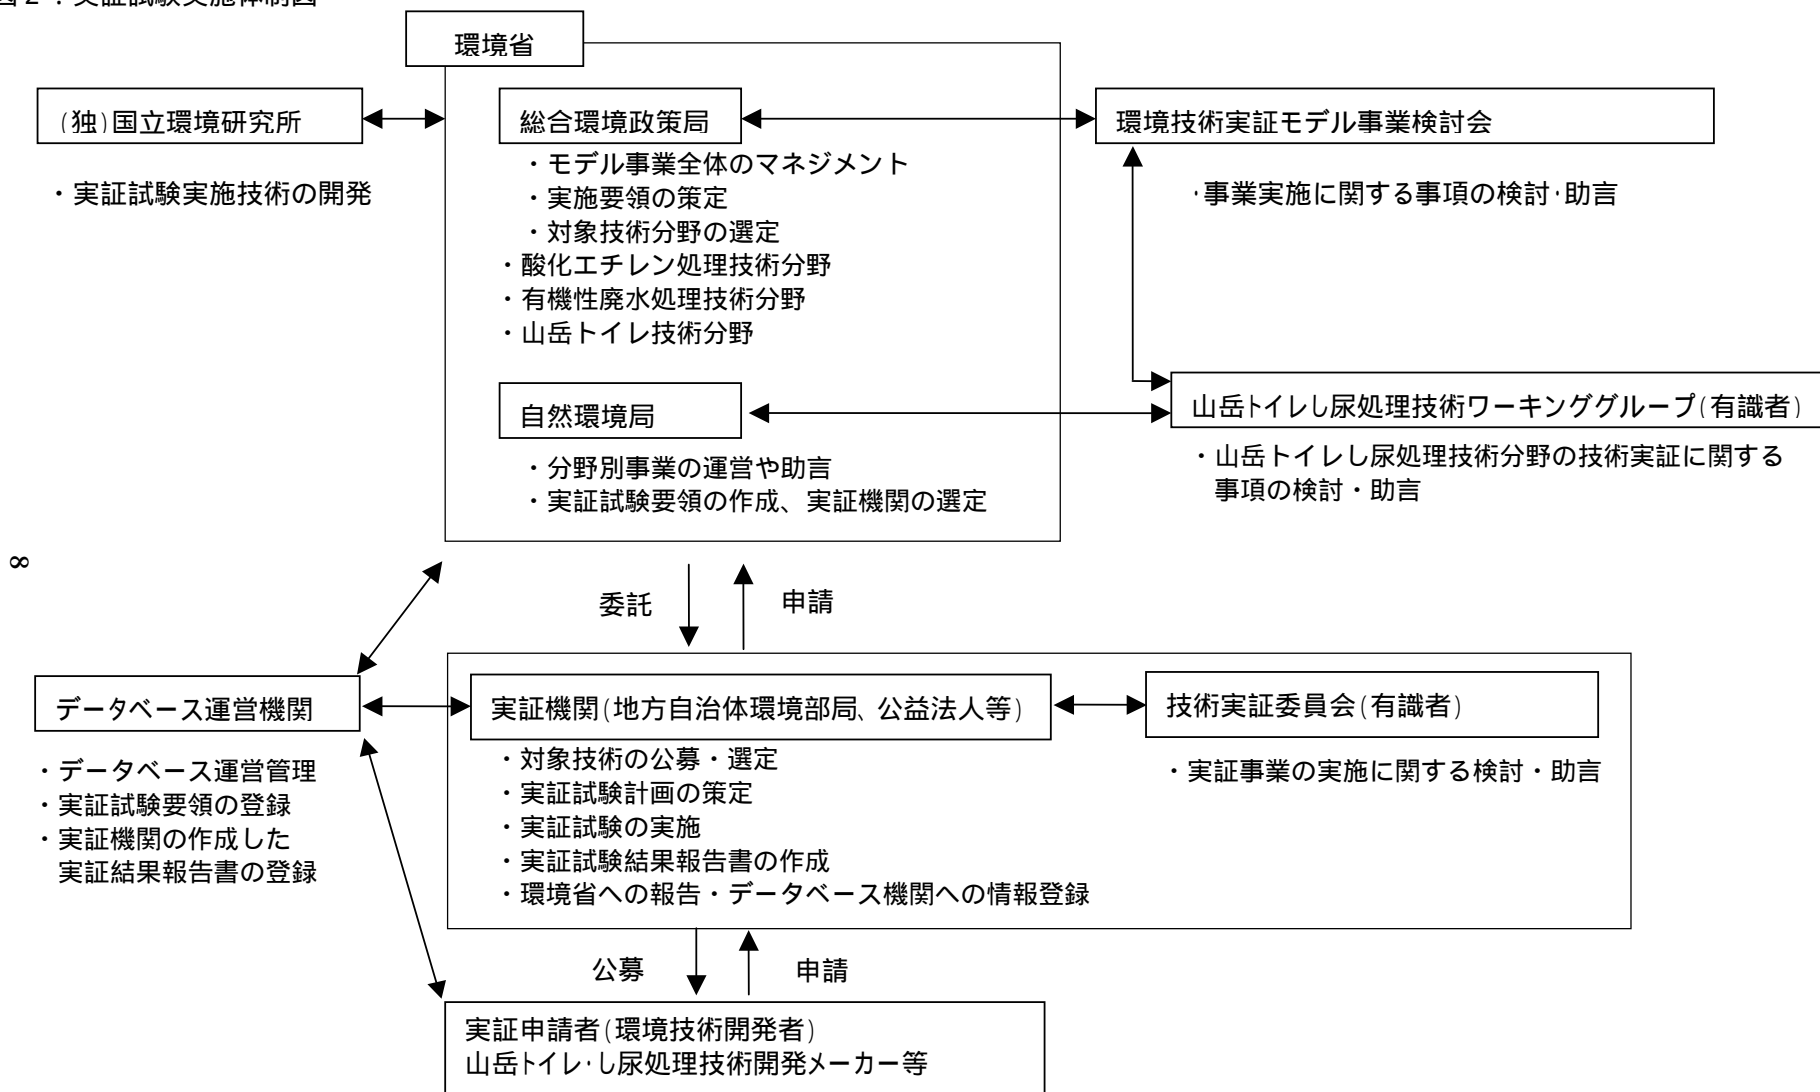 図２：実証試験実施体制図
環境省
(独)国立環境研究所
・実証試験実施技術の開発
総合環境政策局
・モデル事業全体のマネジメント
・実施要領の策定
・対象技術分野の選定
・酸化エチレン処理技術分野
・有機性廃水処理技術分野
・山岳トイレ技術分野
環境技術実証モデル事業検討会
・事業実施に関する事項の検討・助言
自然環境局
・分野別事業の運営や助言
・実証試験要領の作成、実証機関の選定
山岳トイレし尿処理技術ワーキンググループ(有識者)
・山岳トイレし尿処理技術分野の技術実証に関する
事項の検討・助言
8
委託
申請
データベース運営機関
・データベース運営管理
・実証試験要領の登録
・実証機関の作成した
実証結果報告書の登録
実証機関(地方自治体環境部局、公益法人等)
・対象技術の公募・選定
・実証試験計画の策定
・実証試験の実施
・実証試験結果報告書の作成
・環境省への報告・データベース機関への情報登録
技術実証委員会(有識者)
・実証事業の実施に関する検討・助言
公募
申請
実証申請者(環境技術開発者)
山岳トイレ・し尿処理技術開発メーカー等